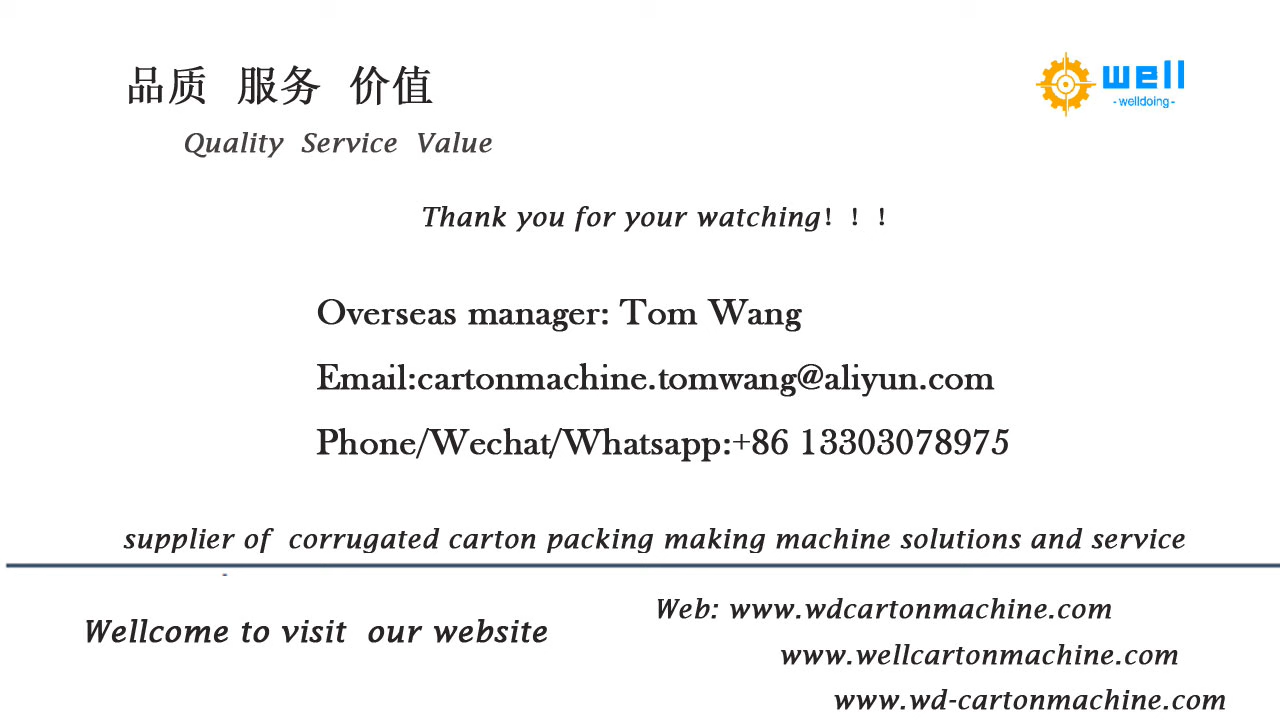 品质 服务 价值
well
-welldoing-
Quality Service Value
Thank you for your watching！！！
Overseas manager: Tom Wang
Email:cartonmachine.tomwang@aliyun.com
Phone/Wechat/Whatsapp:+86 13303078975
supplier of corrugated carton packing making machine solutions and service
Wellcome to visit our website
Web: www.wdcartonmachine.com
www.wellcartonmachine.com
www.wd-cartonmachine.com